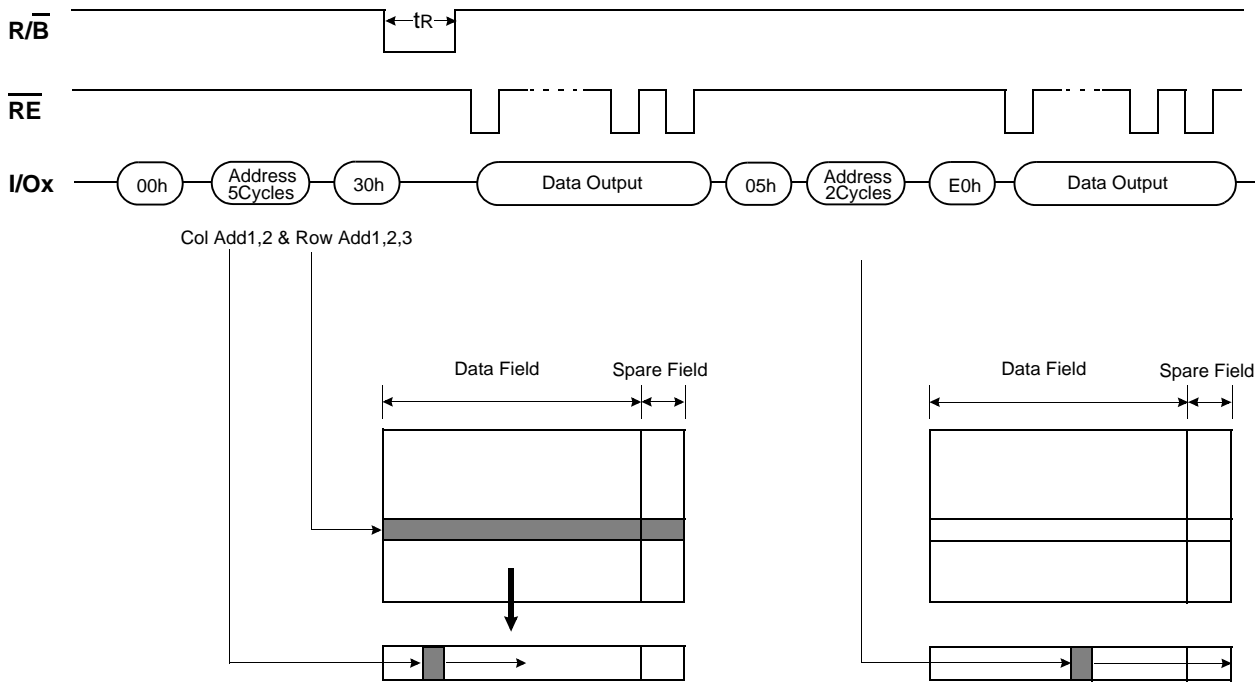 R/B
tR
RE
I/Ox
00h
Address
5Cycles
30h
Data Output
05h
Address
2Cycles
E0h
Data Output
Col Add1,2 & Row Add1,2,3
Data Field
Spare Field
Data Field
Spare Field